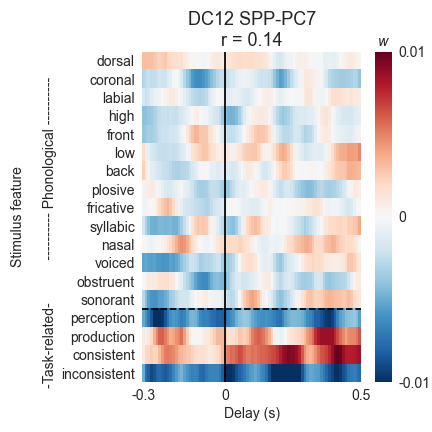 DC12 SPP-PC7
r = 0.14
w
Stimulus feature
-Task-related-
---------- Phonological ----------
dorsal
coronal
labial
high
front
low
back
plosive
fricative
syllabic
nasal
voiced
obstruent
sonorant
perception
production
consistent
inconsistent
-0.3
0
0.5
Delay (s)
0.01
0
-0.01